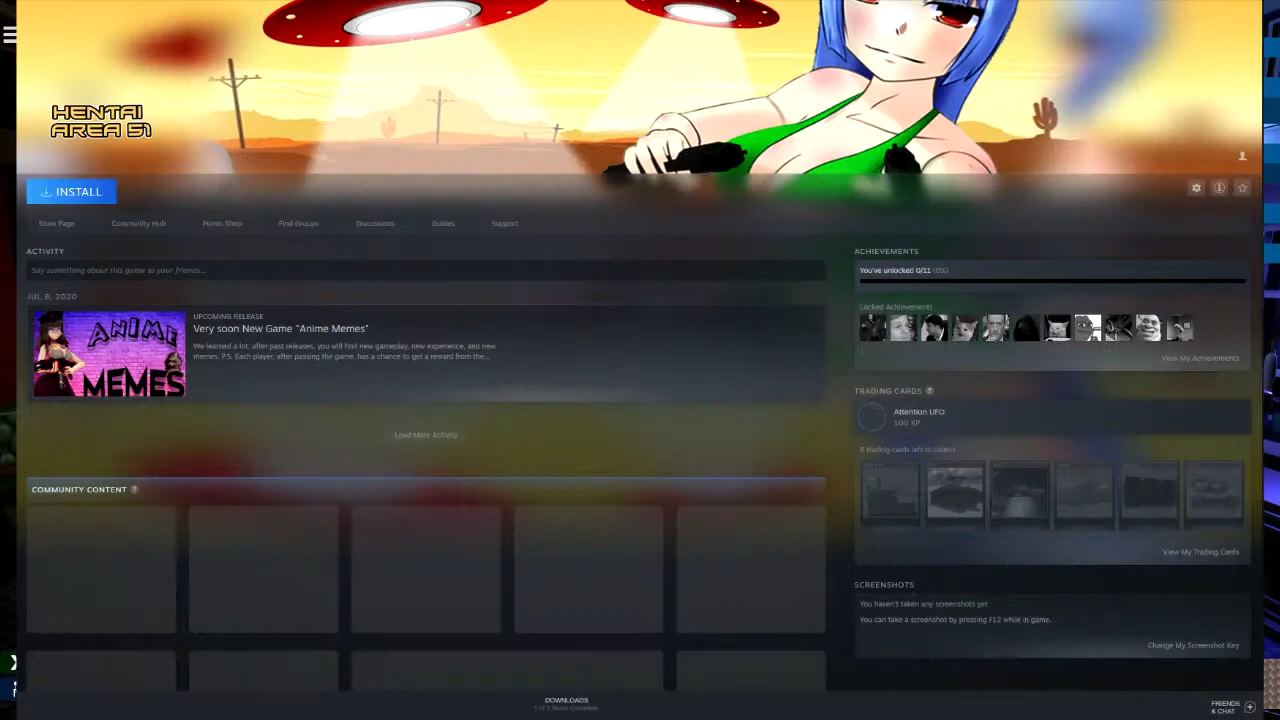 HENTAI
AREA 51
INSTALL
Store Page
Community Hub
Points Shop
Find Groups
Discussions
Guides
Support
ACTIVITY
Say something about this game to your friends...
JUL 8, 2020
ANIME
MEMES
UPCOMING RELEASE
Very soon New Game "Anime Memes"
We learned a lot, after past releases, you will find new gameplay, new experience, and new
memes. P.S. Each player, after passing the game, has a chance to get a reward from the...
Load More Activity
COMMUNITY CONTENT ?
ACHIEVEMENTS
You've unlocked 0/11 (0%)
Locked Achievements
View My Achievements
TRADING CARDS ?
Attention UFO
100 XP
6 trading cards left to collect
View My Trading Cards
SCREENSHOTS
You haven't taken any screenshots yet
You can take a screenshot by pressing F12 while in game.
Change My Screenshot Key
DOWNLOADS
1 of 1 Items Complete
FRIENDS
& CHAT